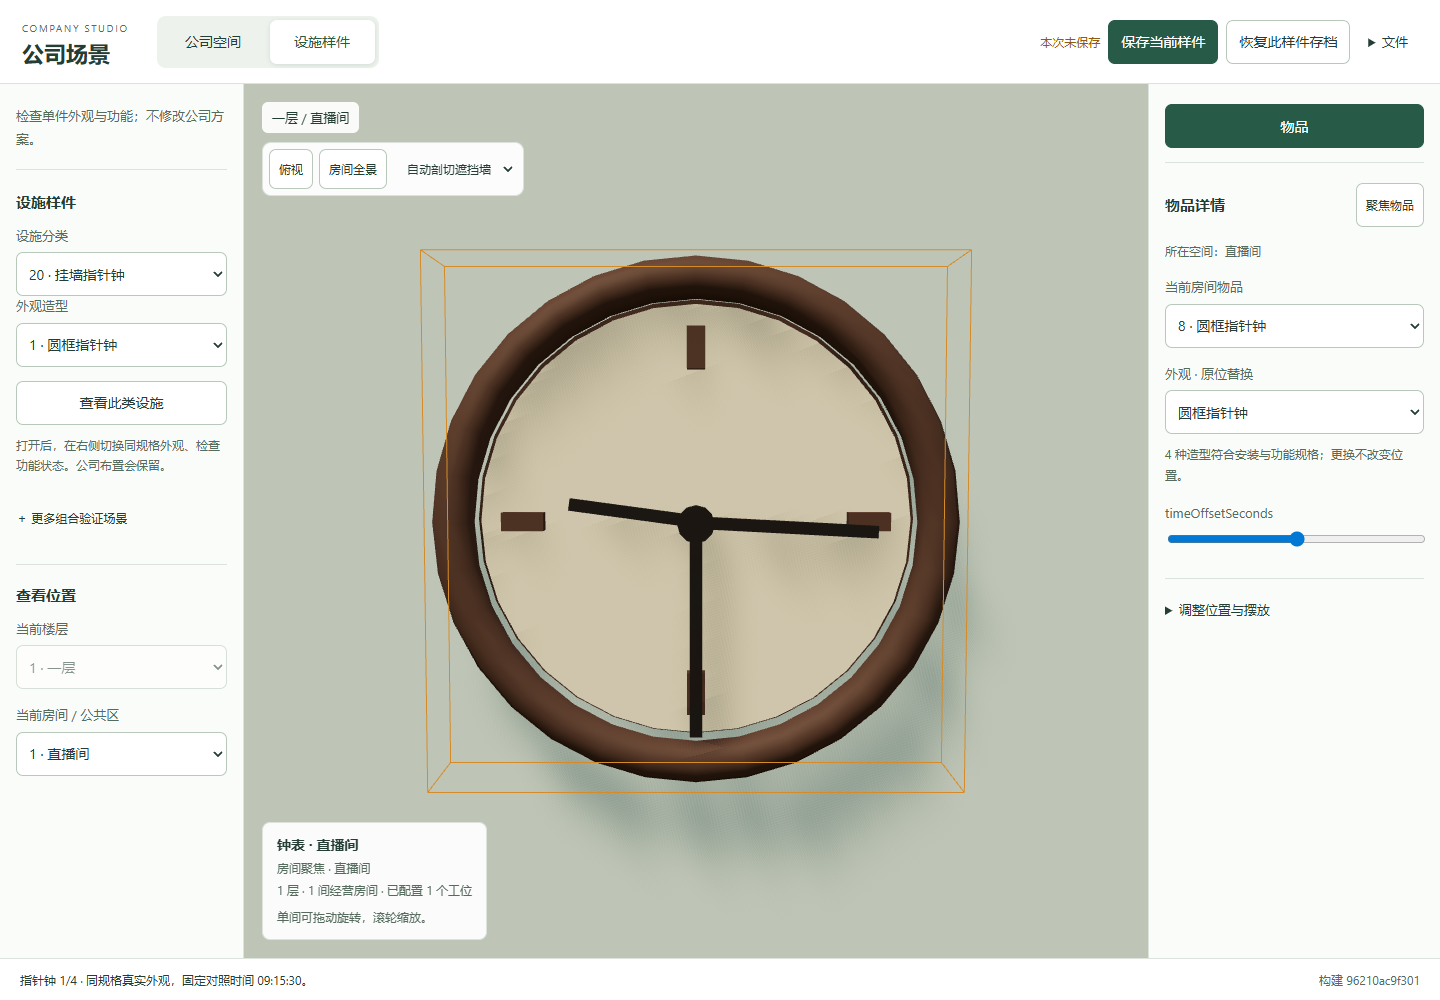 COMPANY STUDIO
公司场景
公司空间
设施样件
本次未保存
保存当前样件
恢复此样件存档
▶ 文件
检查单件外观与功能；不修改公司方
案。
设施样件
设施分类
20 · 挂墙指针钟
外观造型
1 · 圆框指针钟
查看此类设施
打开后，在右侧切换同规格外观、检查
功能状态。公司布置会保留。
+ 更多组合验证场景
查看位置
当前楼层
1 · 一层
当前房间 / 公共区
1 · 直播间
一层 / 直播间
俯视
房间全景
自动剖切遮挡墙
钟表 · 直播间
房间聚焦 · 直播间
1 层 · 1 间经营房间 · 已配置 1 个工位
单间可拖动旋转，滚轮缩放。
物品
物品详情
聚焦物品
所在空间：直播间
当前房间物品
8 · 圆框指针钟
外观 · 原位替换
圆框指针钟
4 种造型符合安装与功能规格；更换不改变位
置。
timeOffsetSeconds
▶ 调整位置与摆放
指针钟 1/4 · 同规格真实外观，固定对照时间 09:15:30。
构建 96210ac9f301